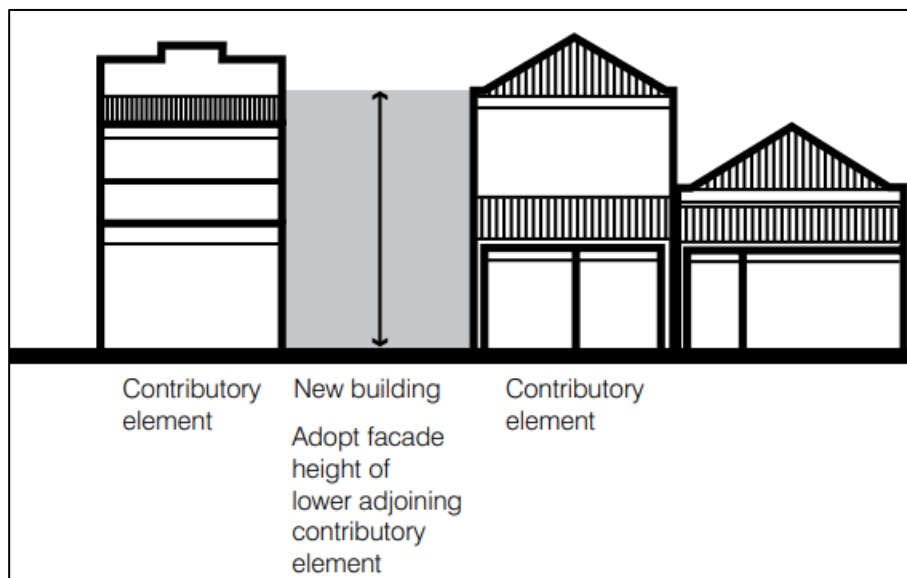 Contributory
element
New building
Adopt facade
height of
lower adjoining
contributory
element
Contributory
element